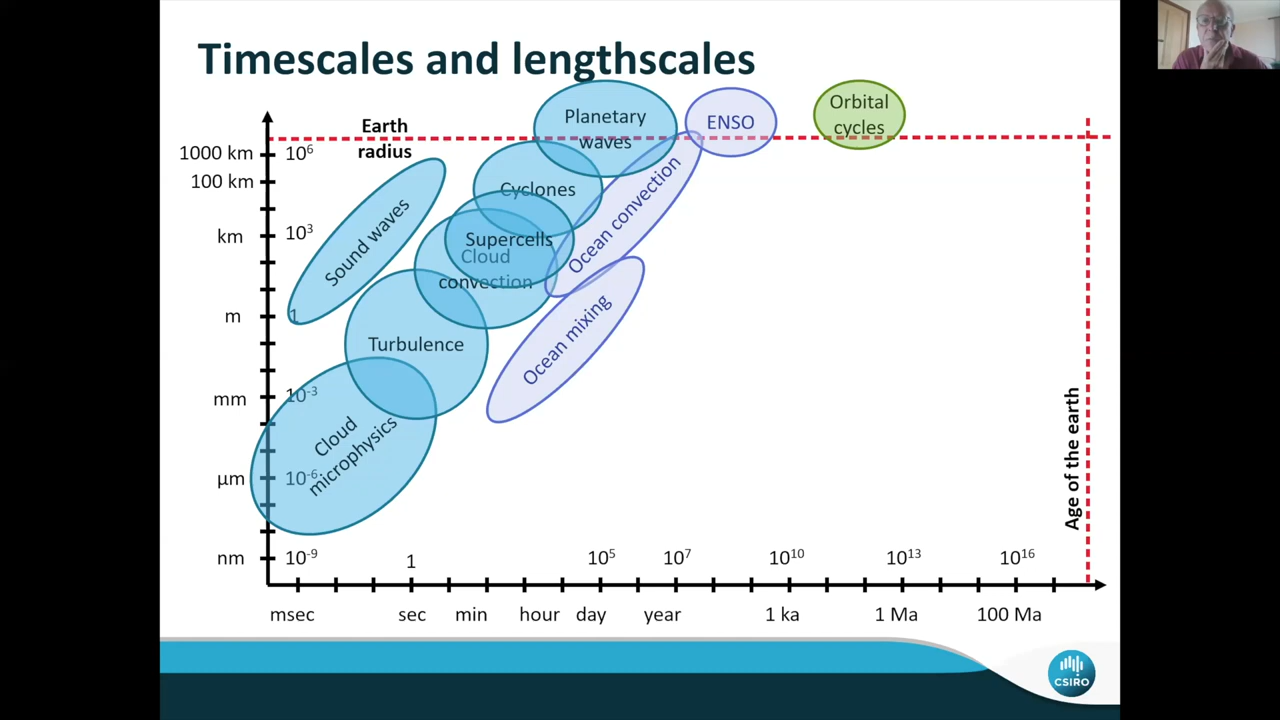 Timescales and lengthscales
Earth
radius
Planetary
waves
ENSO
Orbital
cycles
1000 km
10⁶
100 km
Cyclones
Ocean convection
km
10³
Sound waves
Supercells
Cloud
convection
m
1
Turbulence
Ocean mixing
mm
10⁻³
Cloud
microphysics
µm
10⁻⁶
Age of the earth
nm
10⁻⁹
1
10⁵
10⁷
10¹⁰
10¹³
10¹⁶
msec
sec
min
hour
day
year
1 ka
1 Ma
100 Ma
CSIRO